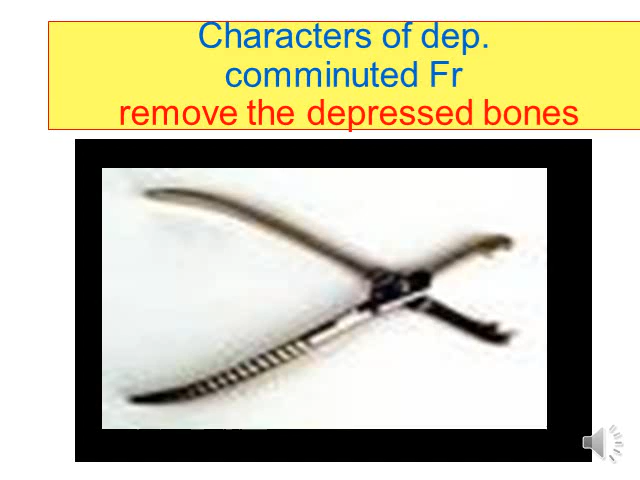 Characters of dep.
comminuted Fr
remove the depressed bones